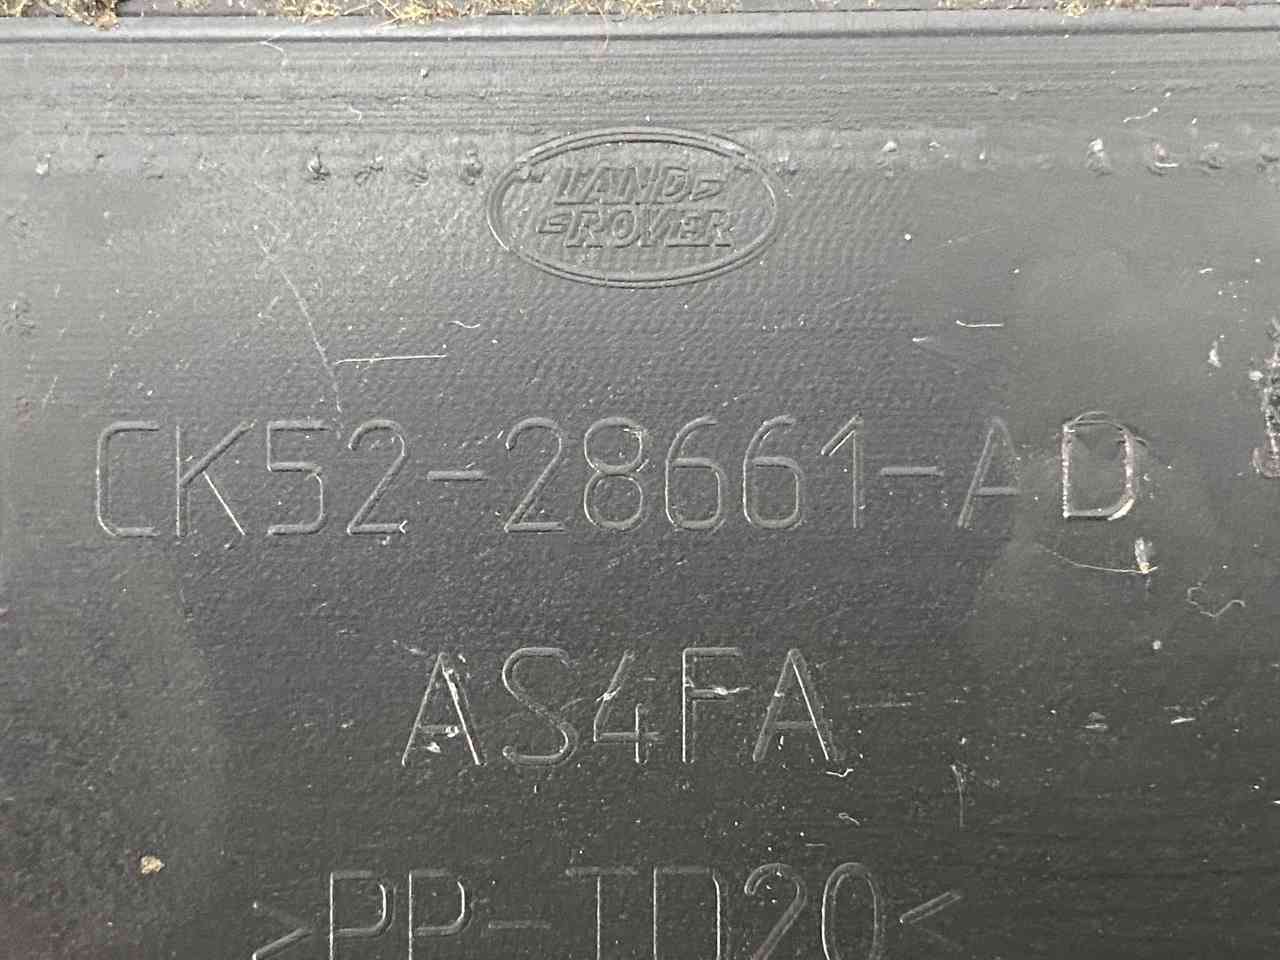 LAND
ROVER
CK52-28661-AD
AS4FA
>PP-TD20<